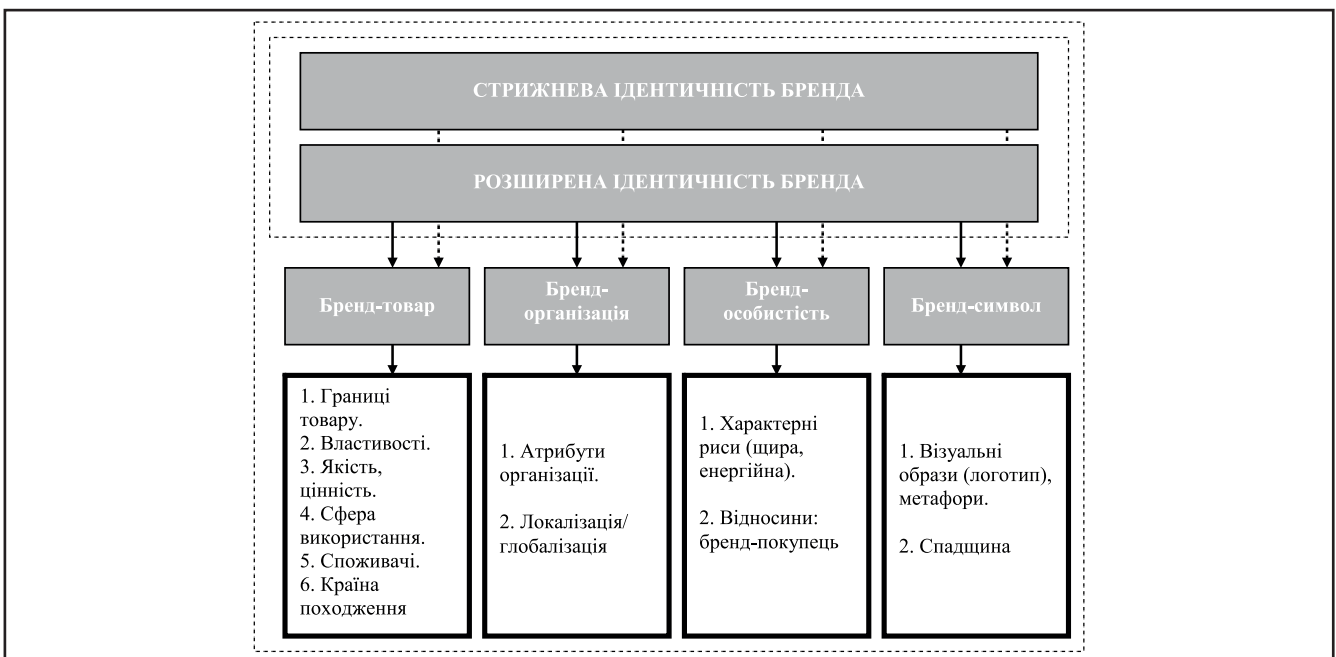 СТРИЖНЕВА ІДЕНТИЧНІСТЬ БРЕНДА
РОЗШИРЕНА ІДЕНТИЧНІСТЬ БРЕНДА
Бренд-товар
Бренд-
організація
Бренд-
особистість
Бренд-символ
1. Границі
товару.
2. Властивості.
3. Якість,
цінність.
4. Сфера
використання.
5. Споживачі.
6. Країна
походження
1. Атрибути
організації.
2. Локалізація/
глобалізація
1. Характерні
риси (щира,
енергійна).
2. Відносини:
бренд-покупець
1. Візуальні
образи (логотип),
метафори.
2. Спадщина